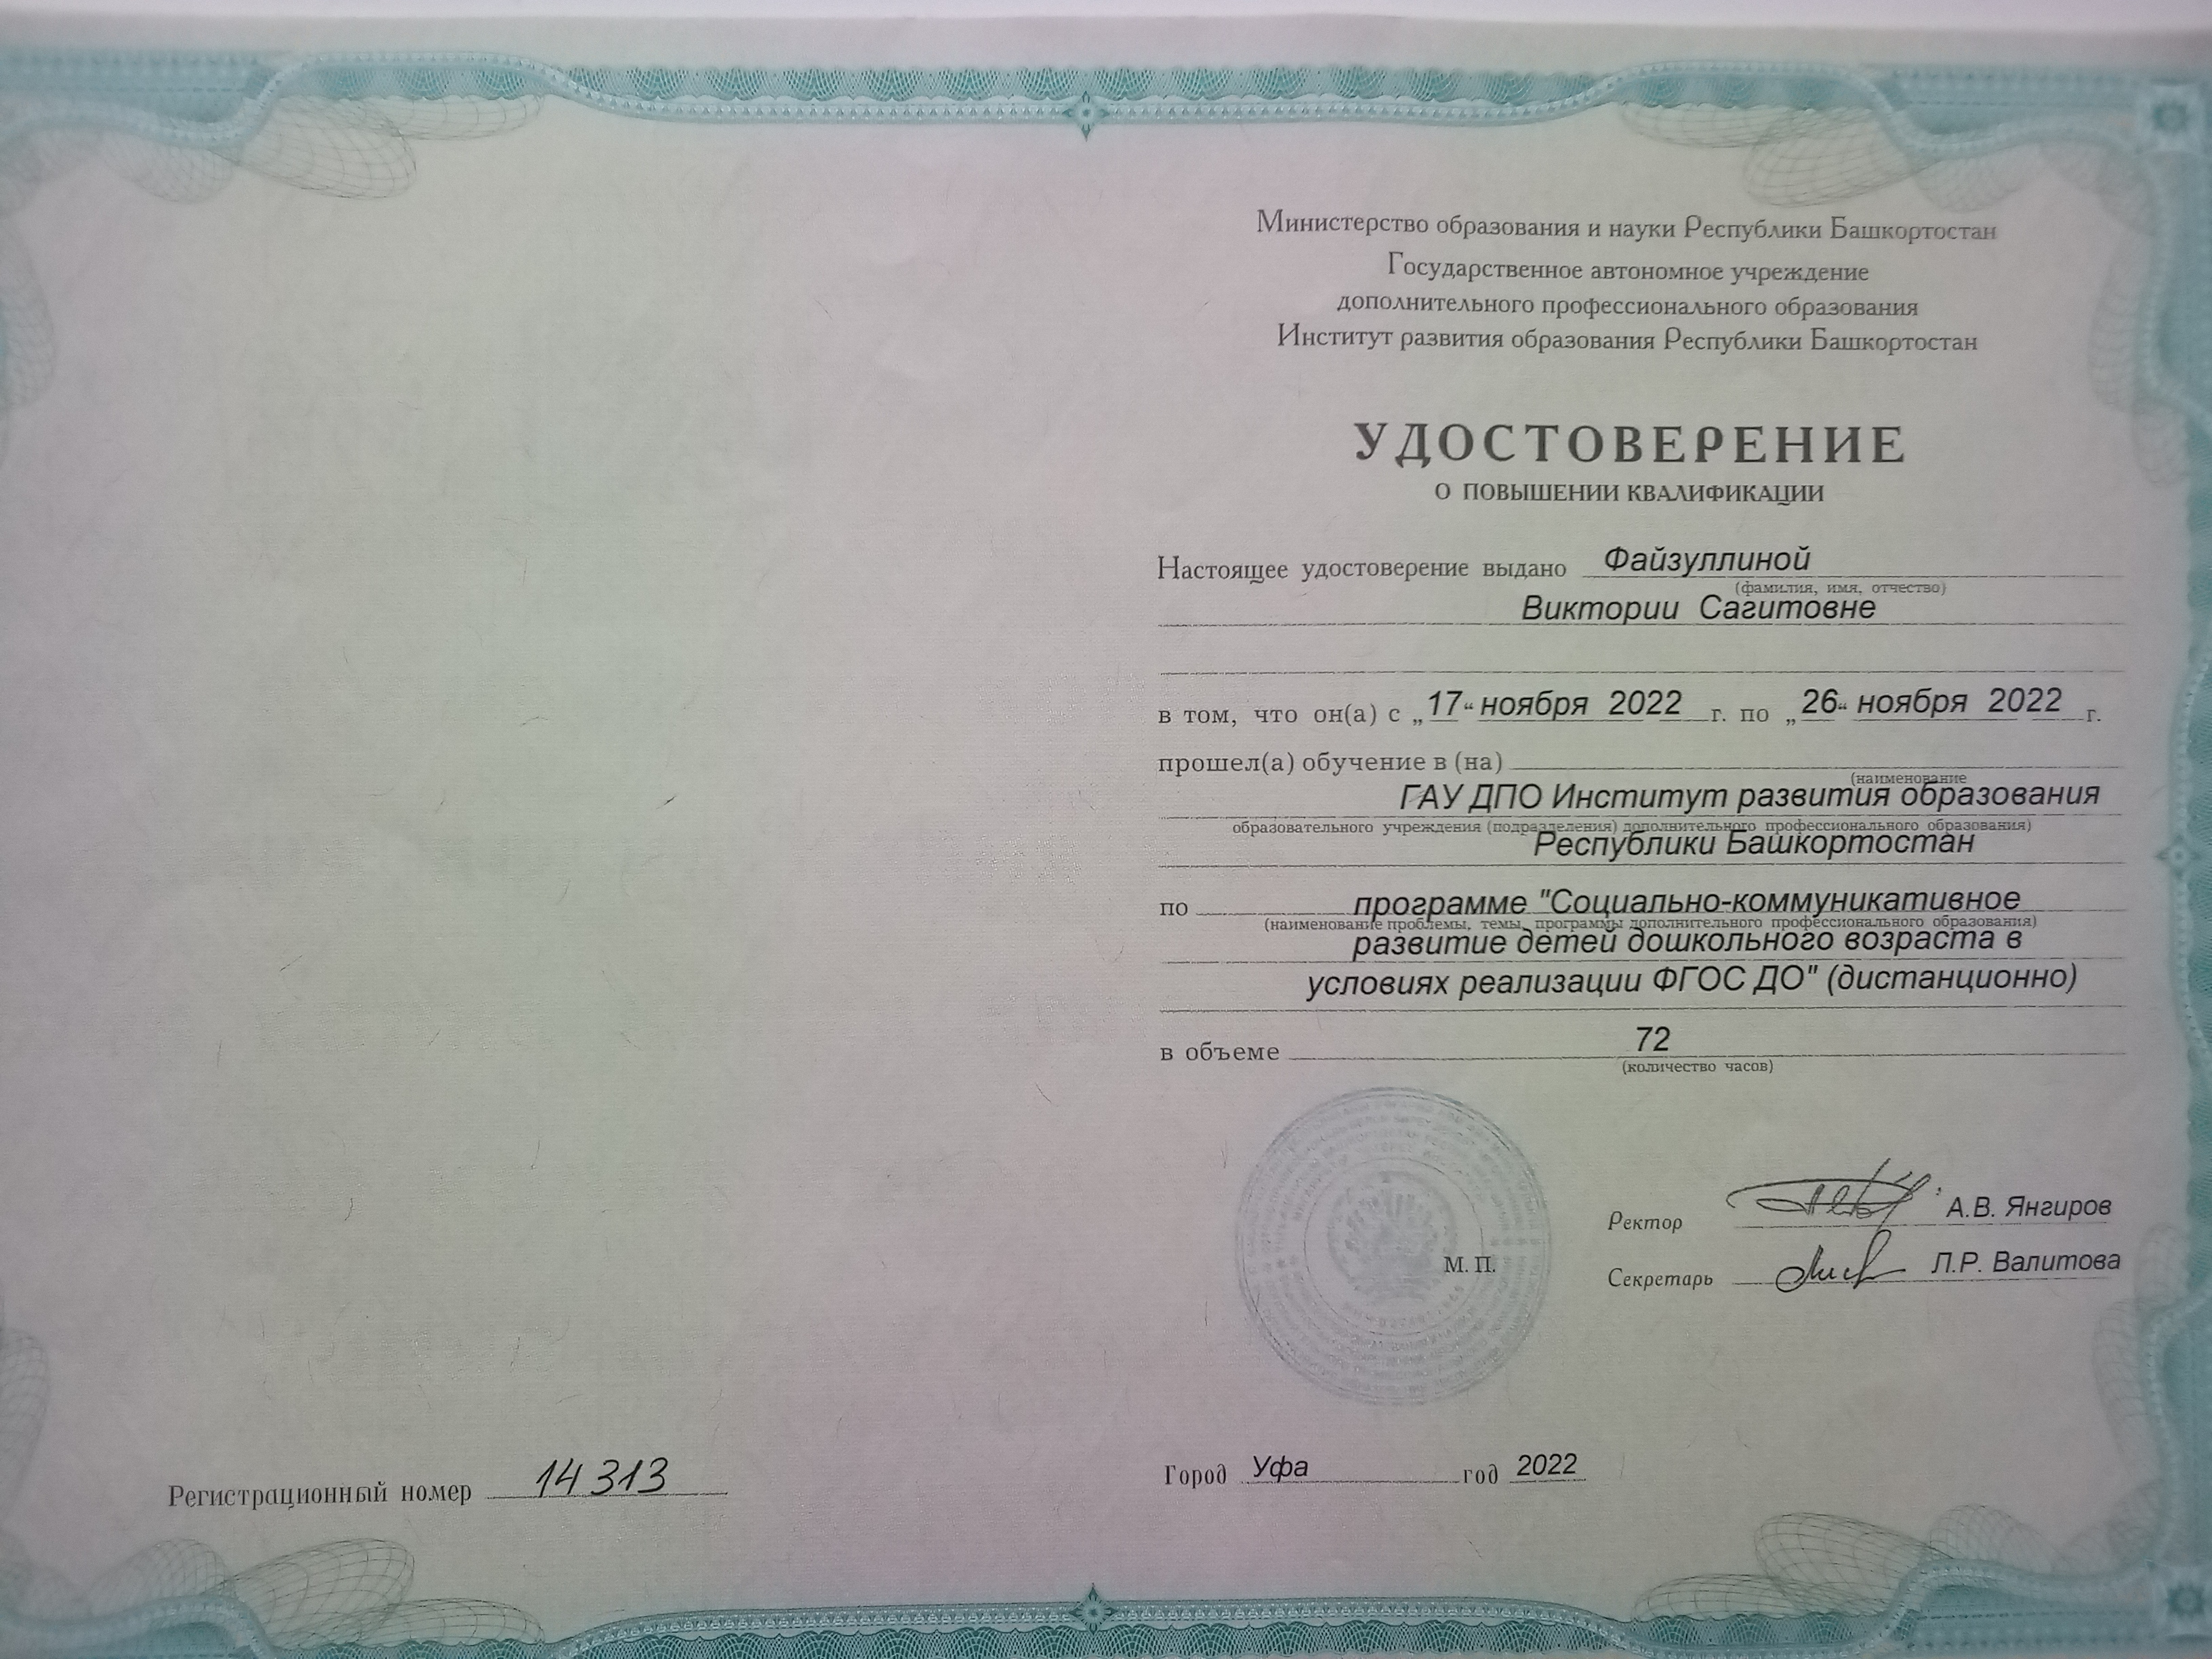 Министерство образования и науки Республики Башкортостан
Государственное автономное учреждение
дополнительного профессионального образования
Институт развития образования Республики Башкортостан
УДОСТОВЕРЕНИЕ
О ПОВЫШЕНИИ КВАЛИФИКАЦИИ
Настоящее удостоверение выдано Файзуллиной
(фамилия, имя, отчество)
Виктории Сагитовне
в том, что он(а) с „17“ ноября 2022 г. по „26“ ноября 2022 г.
прошел(а) обучение в (на)
(наименование
ГАУ ДПО Институт развития образования
образовательного учреждения (подразделения) дополнительного профессионального образования)
Республики Башкортостан
по программе "Социально-коммуникативное
(наименование проблемы, темы, программы дополнительного профессионального образования)
развитие детей дошкольного возраста в
условиях реализации ФГОС ДО" (дистанционно)
в объеме 72
(количество часов)
Ректор А.В. Янгиров
М. П.
Секретарь Л.Р. Валитова
Город Уфа год 2022
Регистрационный номер 14313